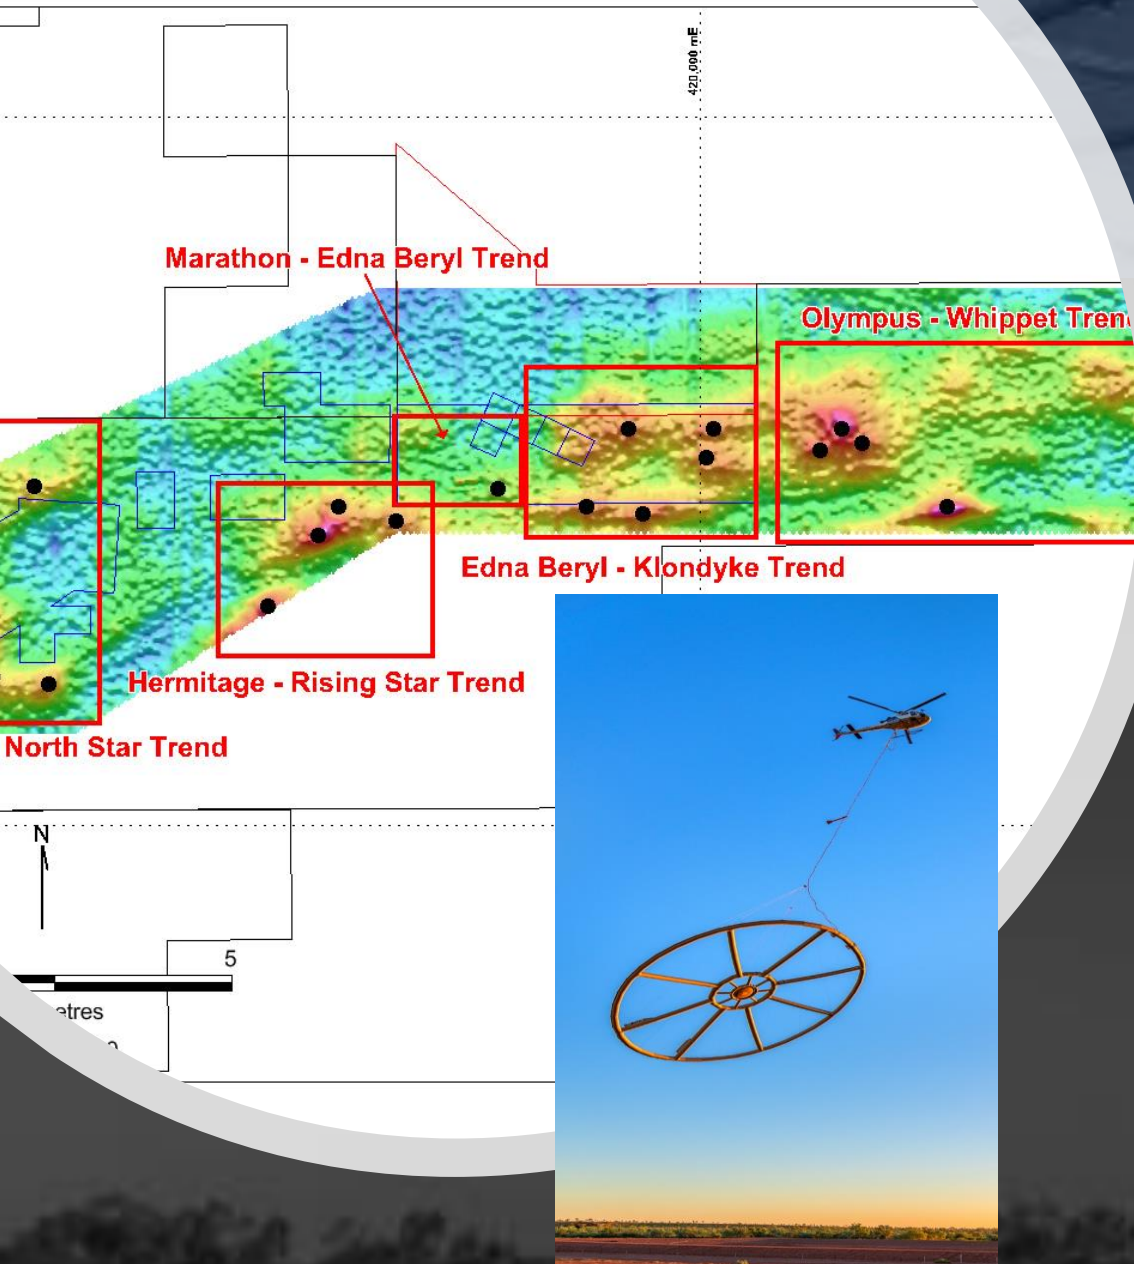 420,000 mE
Marathon - Edna Beryl Trend
Olympus - Whippet Tren
Edna Beryl - Klondyke Trend
Hermitage - Rising Star Trend
North Star Trend
N
5
etres